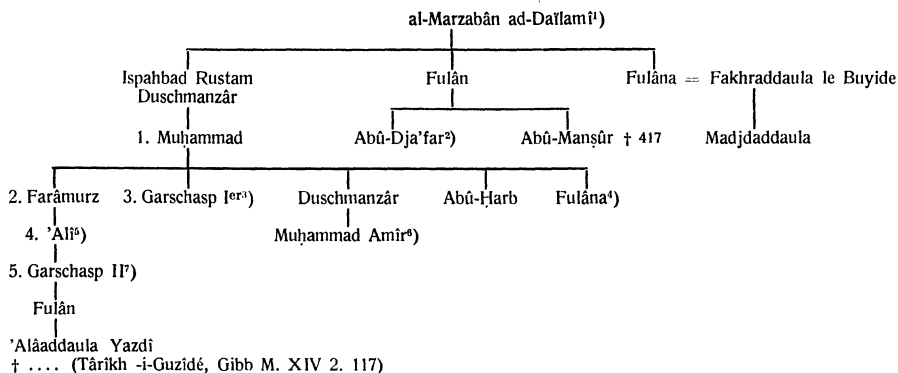 al-Marzabân ad-Daïlamî¹)
Ispahbad Rustam Fulân Fulâna = Fakhraddaula le Buyide
Duschmanzâr
1. Muḥammad Abû-Dja'far²) Abû-Manṣûr † 417 Madjdaddaula
2. Farâmurz 3. Garschasp Ier³) Duschmanzâr Abû-Ḥarb Fulâna⁴)
4. 'Alî⁵) Muḥammad Amîr⁶)
5. Garschasp II⁷)
Fulân
'Alâaddaula Yazdî
† .... (Târîkh -i-Guzîdé, Gibb M. XIV 2. 117)